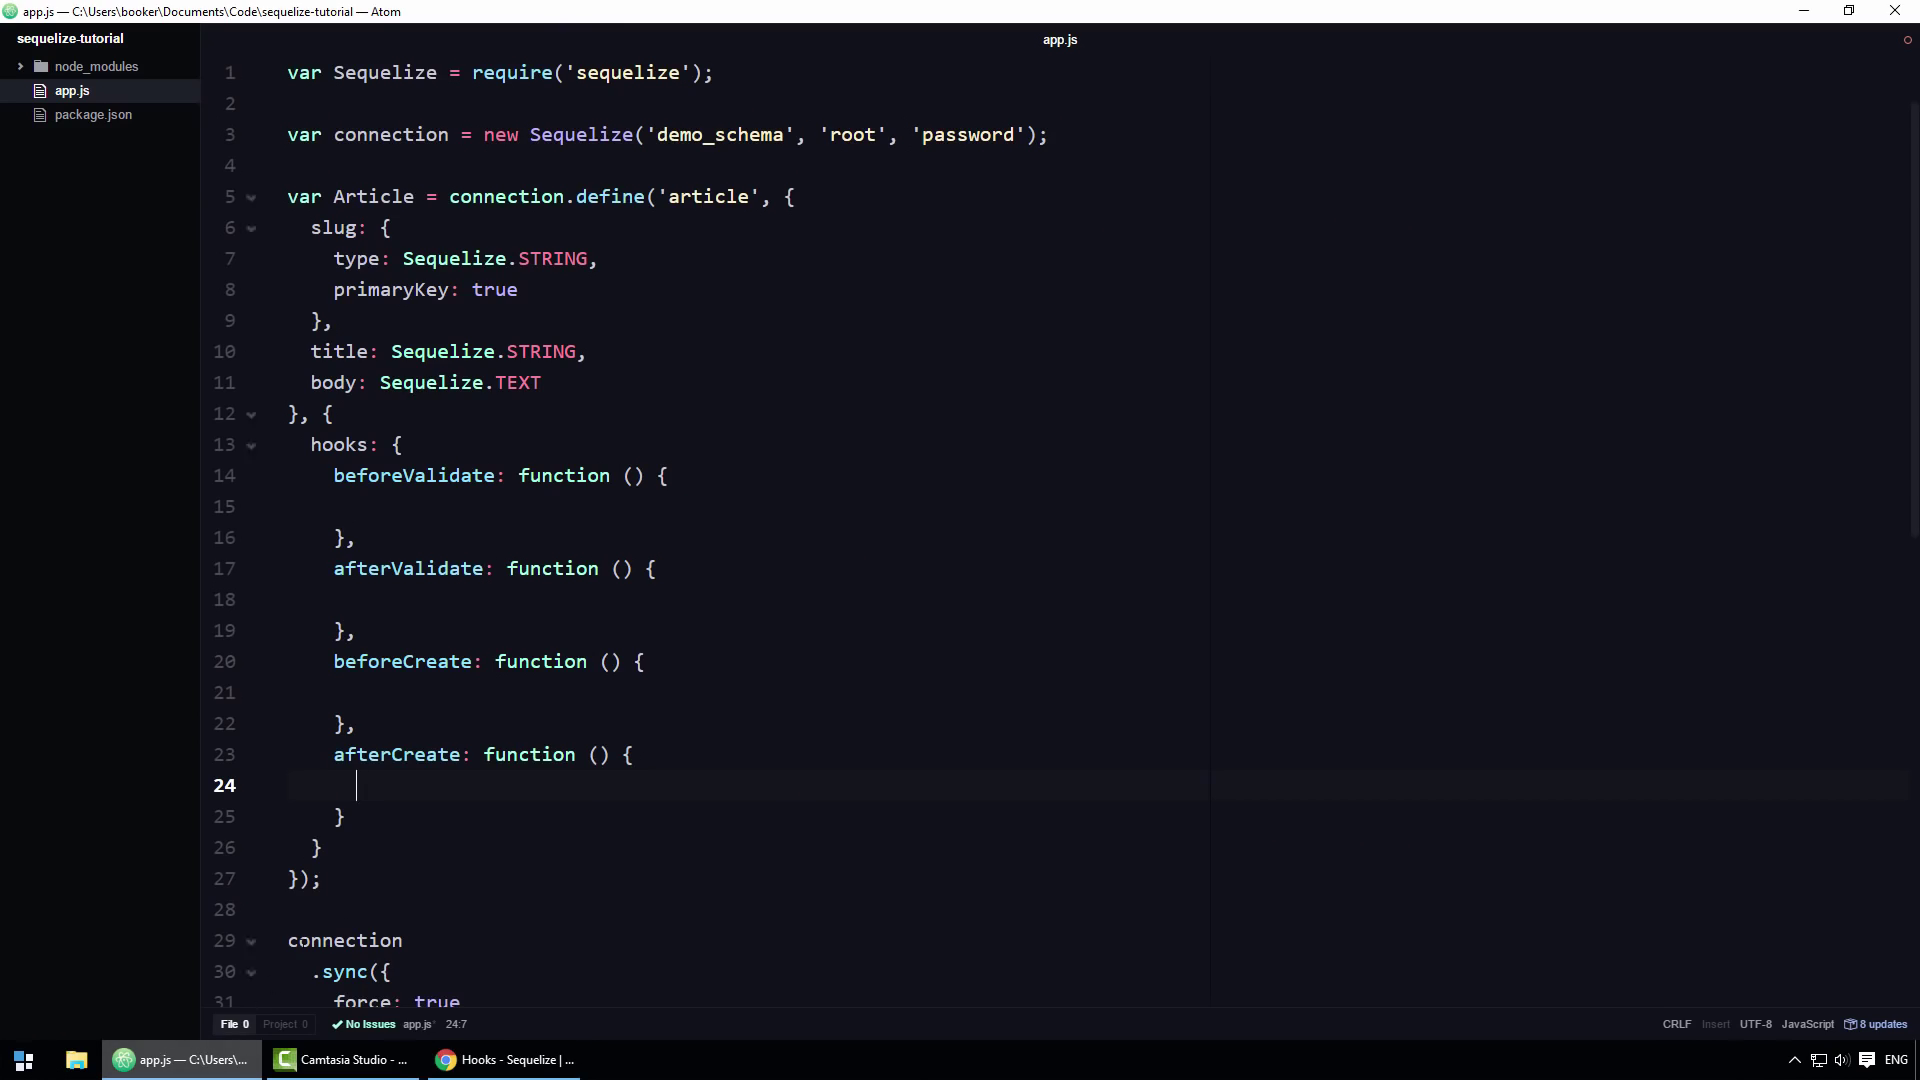 app.js — C:\Users\booker\Documents\Code\sequelize-tutorial — Atom
sequelize-tutorial
node_modules
app.js
package.json
app.js
1 var Sequelize = require('sequelize');
2
3 var connection = new Sequelize('demo_schema', 'root', 'password');
4
5 var Article = connection.define('article', {
6 slug: {
7 type: Sequelize.STRING,
8 primaryKey: true
9 },
10 title: Sequelize.STRING,
11 body: Sequelize.TEXT
12 }, {
13 hooks: {
14 beforeValidate: function () {
15
16 },
17 afterValidate: function () {
18
19 },
20 beforeCreate: function () {
21
22 },
23 afterCreate: function () {
24
25 }
26 }
27 });
28
29 connection
30 .sync({
31 force: true
File 0 Project 0 No Issues app.js* 24:7 CRLF Insert UTF-8 JavaScript 8 updates
app.js — C:\Users\... Camtasia Studio - ... Hooks - Sequelize | ... ENG